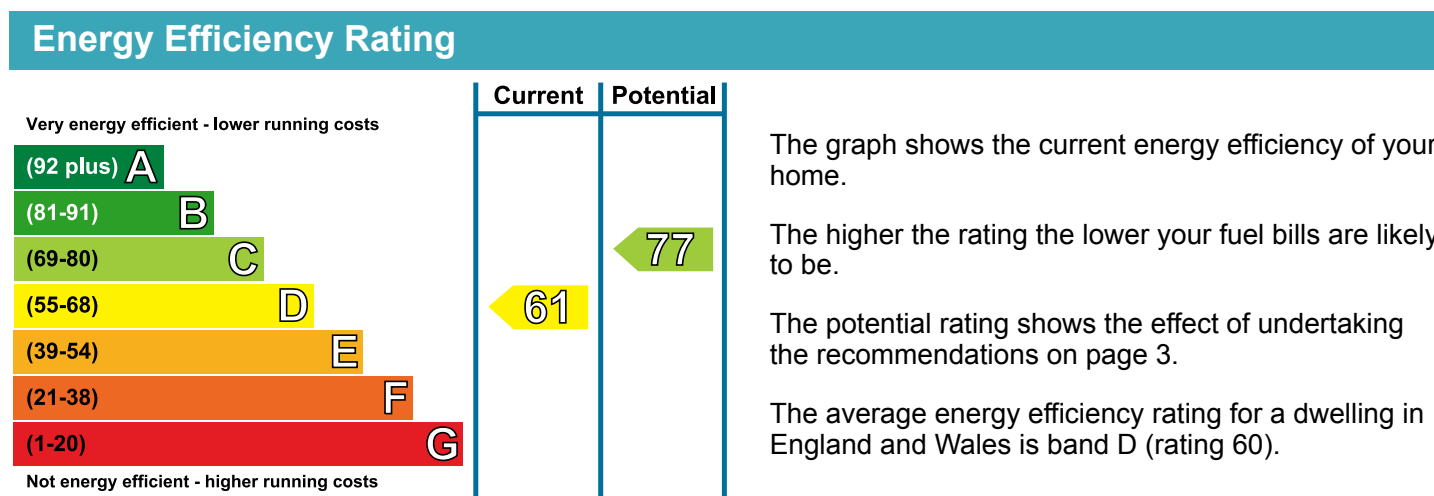 Energy Efficiency Rating
Current Potential
Very energy efficient - lower running costs
(92 plus) A
(81-91) B
(69-80) C
77
(55-68) D
61
(39-54) E
(21-38) F
(1-20) G
Not energy efficient - higher running costs
The graph shows the current energy efficiency of your
home.
The higher the rating the lower your fuel bills are likely
to be.
The potential rating shows the effect of undertaking
the recommendations on page 3.
The average energy efficiency rating for a dwelling in
England and Wales is band D (rating 60).